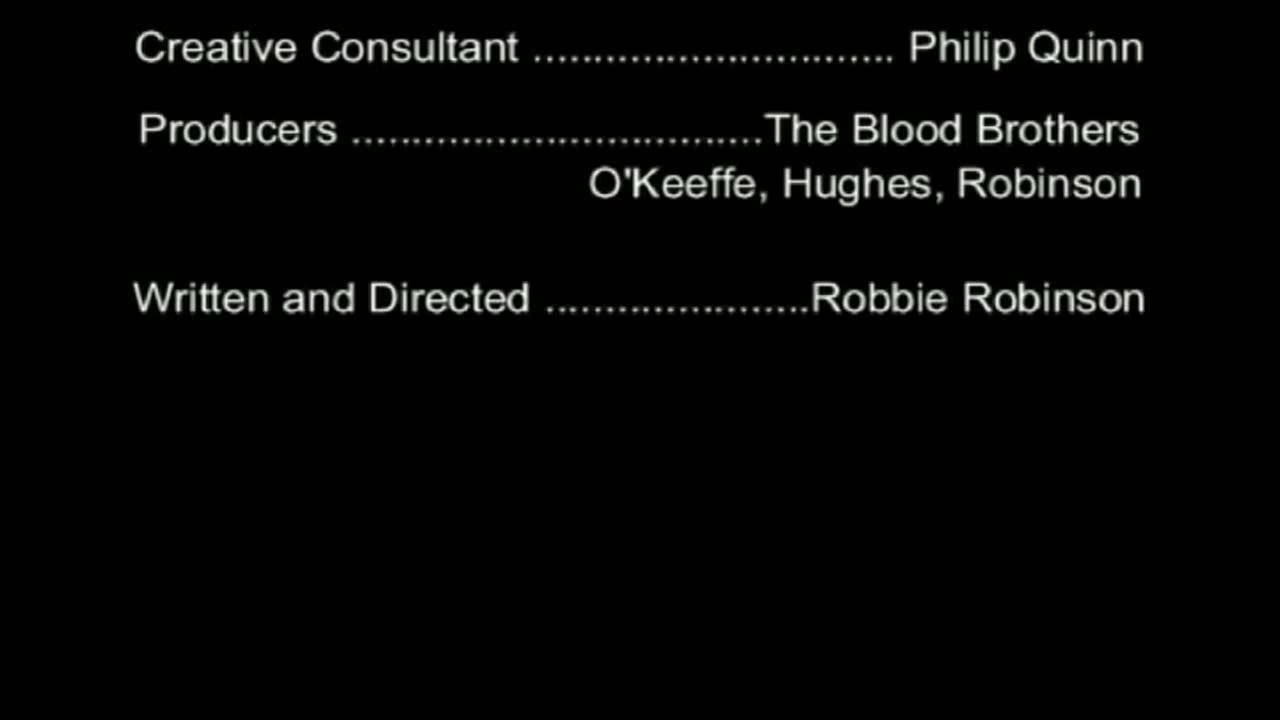 Creative Consultant ............................. Philip Quinn
Producers .................................The Blood Brothers
O'Keeffe, Hughes, Robinson
Written and Directed .....................Robbie Robinson